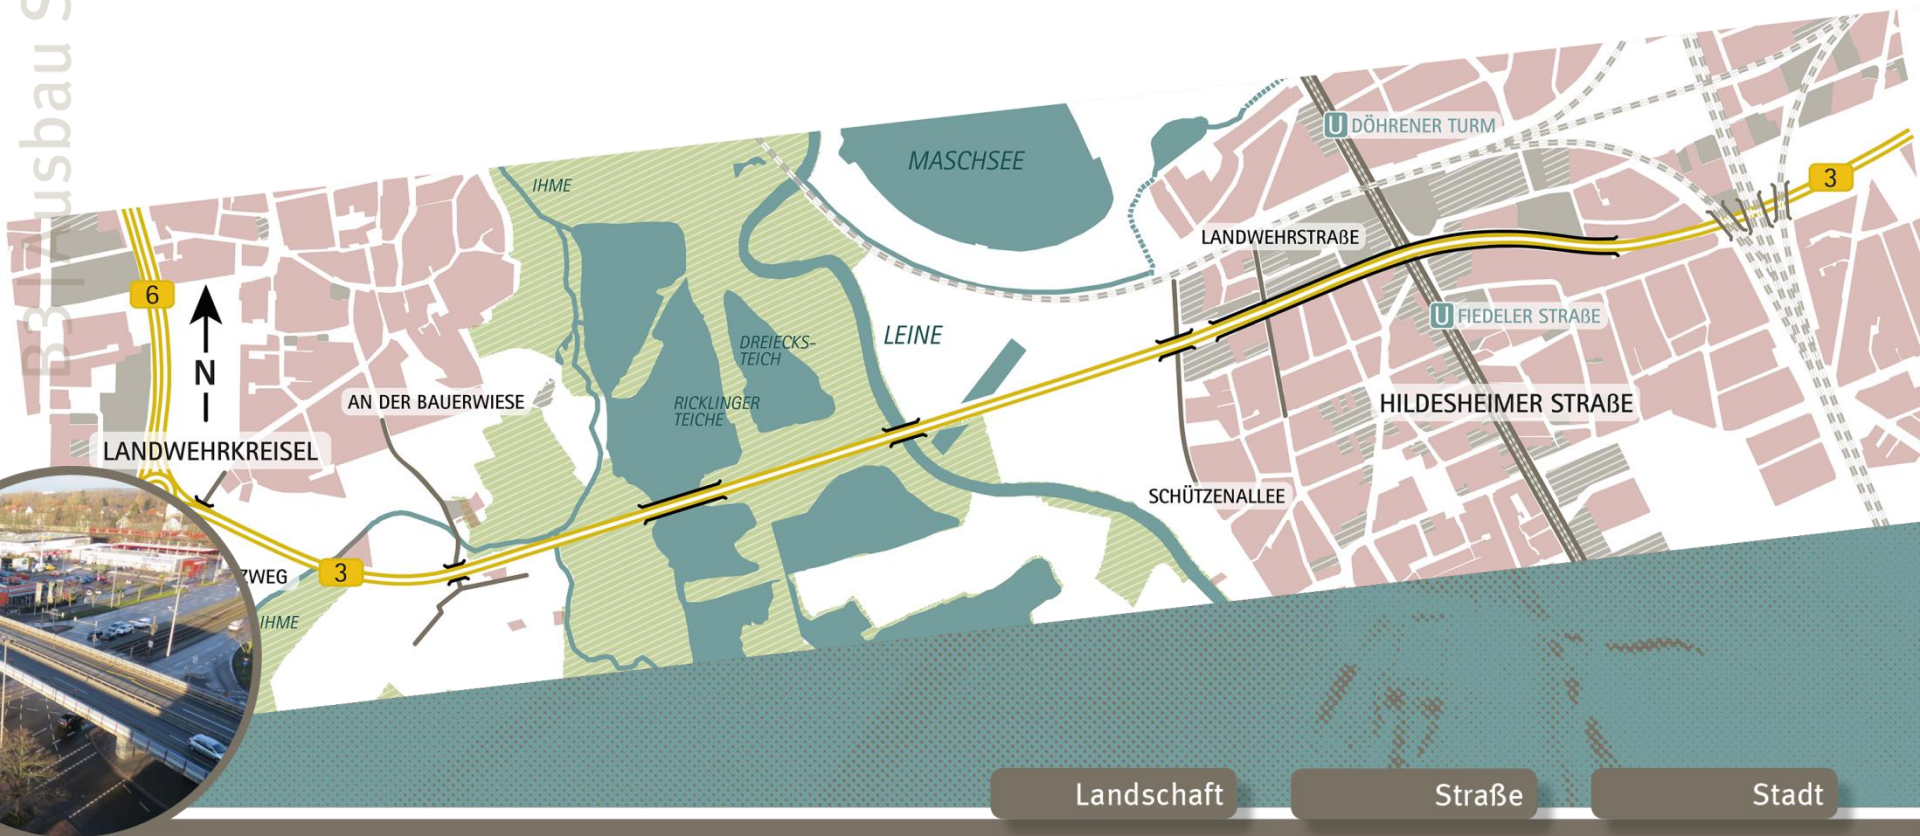 B3|Ausbau S
IHME
MASCHSEE
U DÖHRENER TURM
3
LANDWEHRSTRAẞE
6
N
DREIECKS-
TEICH
LEINE
U FIEDELER STRAẞE
AN DER BAUERWIESE
RICKLINGER
TEICHE
HILDESHEIMER STRAẞE
LANDWEHRKREISEL
SCHÜTZENALLEE
ZWEG
3
IHME
Landschaft
Straße
Stadt